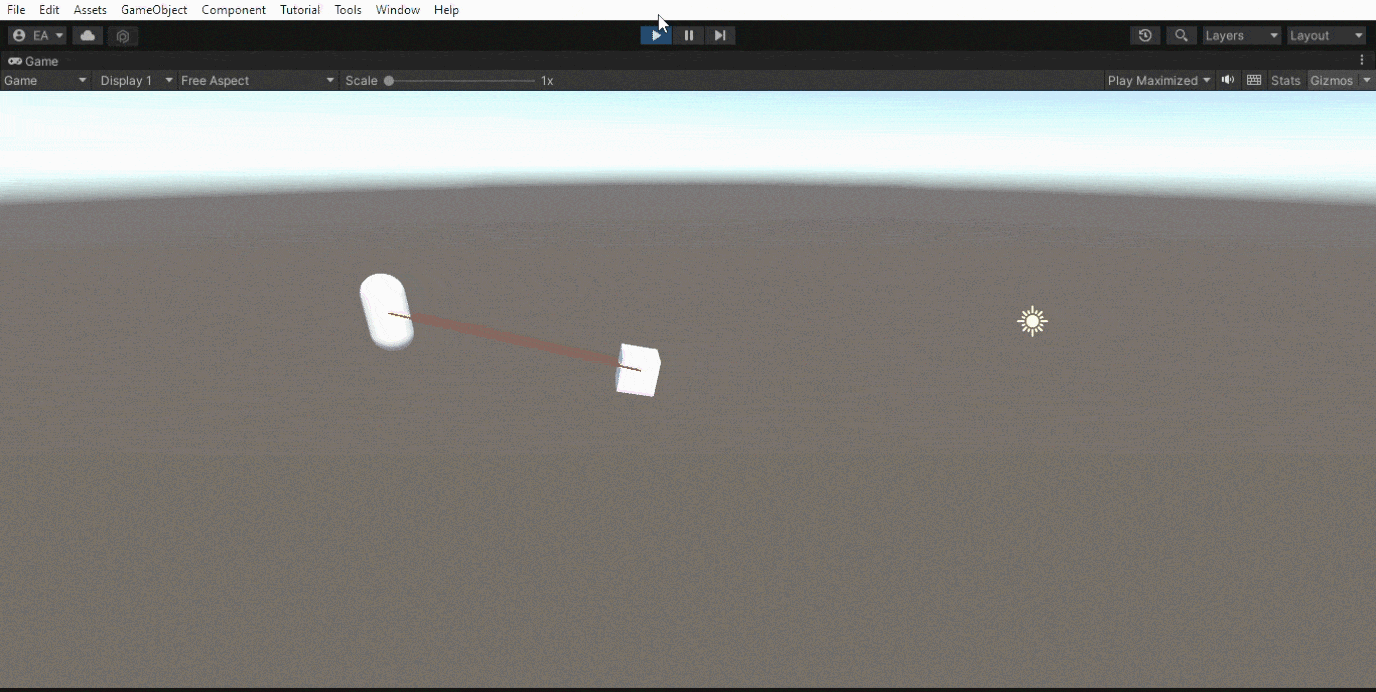 File Edit Assets GameObject Component Tutorial Tools Window Help
EA Layers Layout
Game
Game Display 1 Free Aspect Scale 1x Play Maximized Stats Gizmos